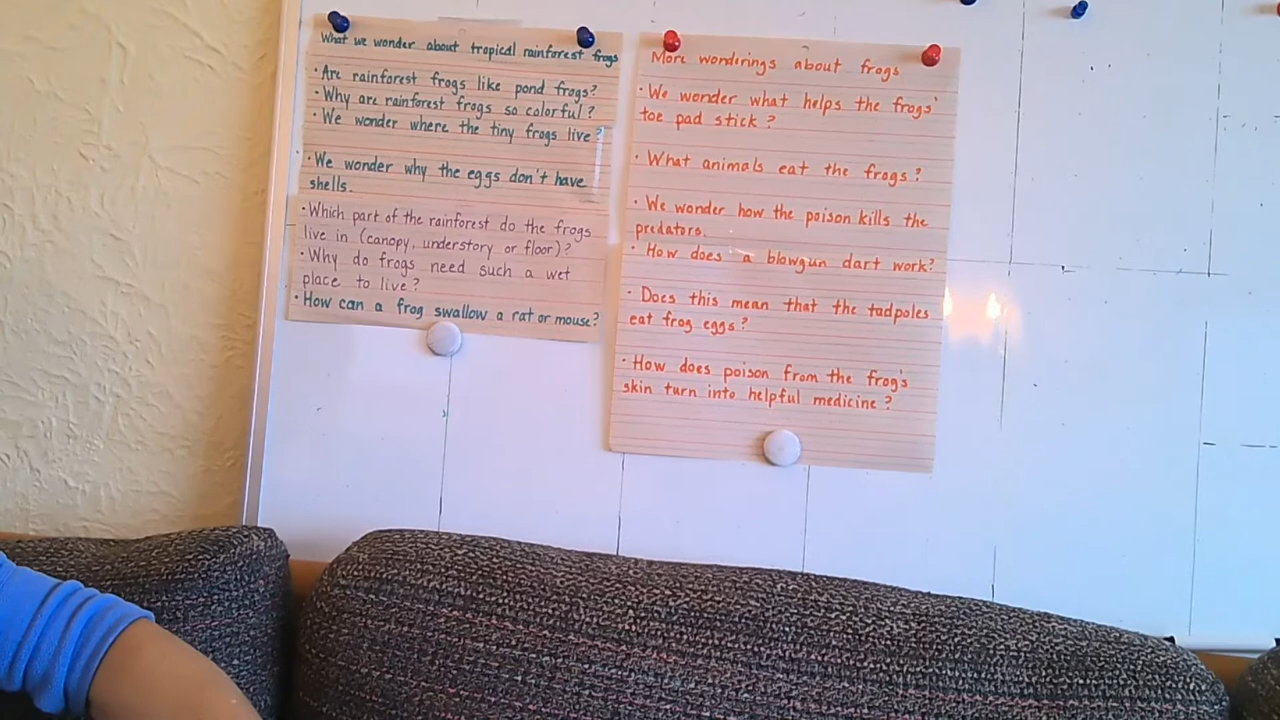 What we wonder about tropical rainforest frogs
• Are rainforest frogs like pond frogs?
• Why are rainforest frogs so colorful?
• We wonder where the tiny frogs live?
• We wonder why the eggs don't have
shells.
• Which part of the rainforest do the frogs
live in (canopy, understory or floor)?
• Why do frogs need such a wet
place to live?
• How can a frog swallow a rat or mouse?
More wonderings about frogs
• We wonder what helps the frogs'
toe pad stick?
• What animals eat the frogs?
• We wonder how the poison kills the
predators.
• How does a blowgun dart work?
• Does this mean that the tadpoles
eat frog eggs?
• How does poison from the frog's
skin turn into helpful medicine?